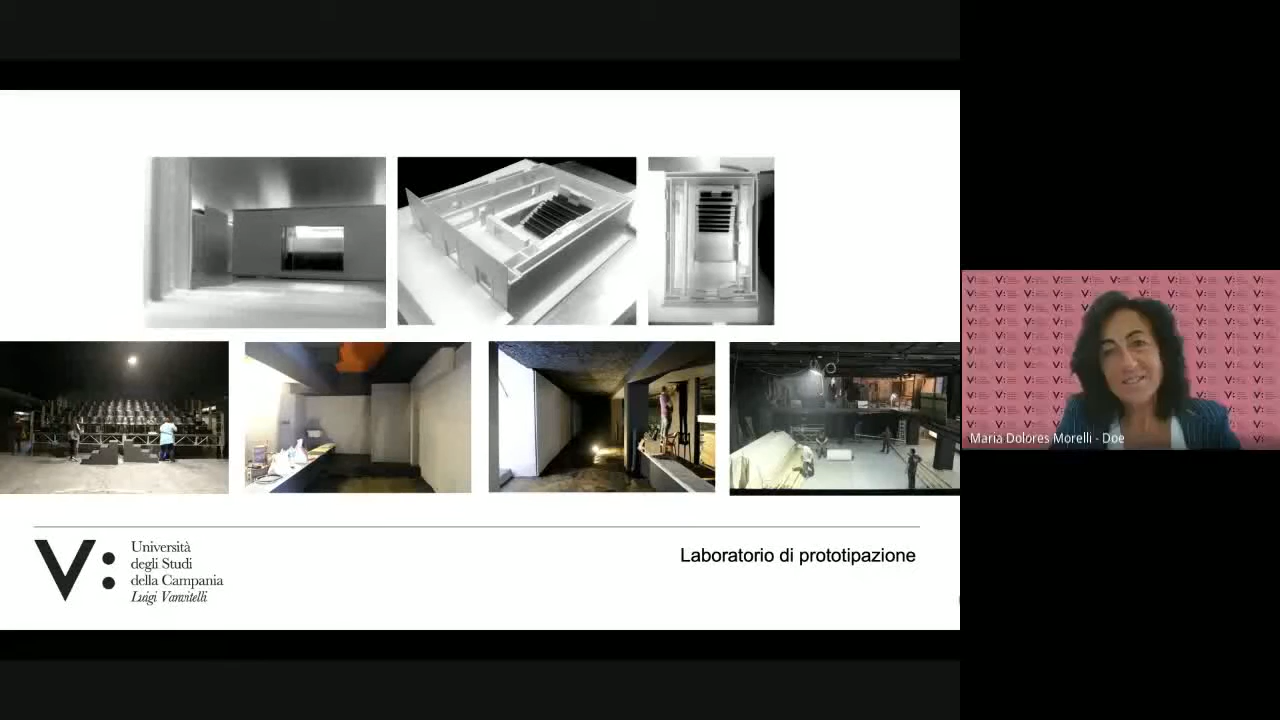 Università
degli Studi
della Campania
Luigi Vanvitelli
Laboratorio di prototipazione
Maria Dolores Morelli - Doe